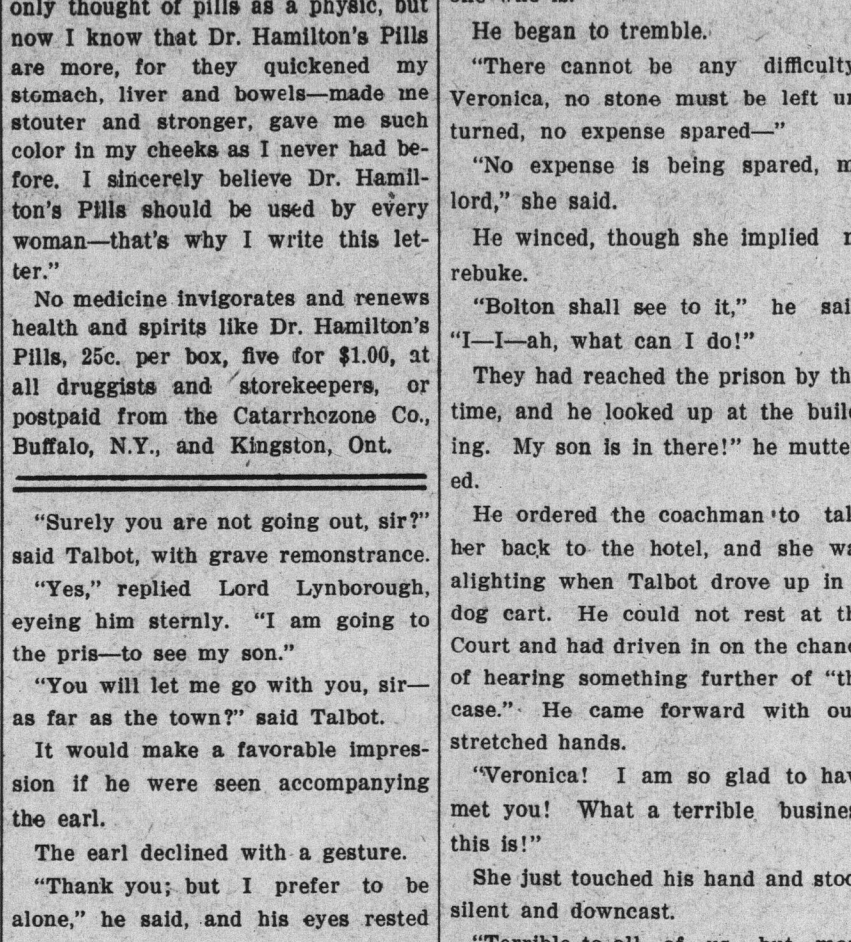 only thought of pills as a physic, but
now I know that Dr. Hamilton's Pills
are more, for they quickened my
stomach, liver and bowels—made me
stouter and stronger, gave me such
color in my cheeks as I never had be-
fore. I sincerely believe Dr. Hamil-
ton's Pills should be used by every
woman—that's why I write this let-
ter."
No medicine invigorates and renews
health and spirits like Dr. Hamilton's
Pills, 25c. per box, five for $1.00, at
all druggists and storekeepers, or
postpaid from the Catarrhozone Co.,
Buffalo, N.Y., and Kingston, Ont.
"Surely you are not going out, sir?"
said Talbot, with grave remonstrance.
"Yes," replied Lord Lynborough,
eyeing him sternly. "I am going to
the pris—to see my son."
"You will let me go with you, sir—
as far as the town?" said Talbot.
It would make a favorable impres-
sion if he were seen accompanying
the earl.
The earl declined with a gesture.
"Thank you; but I prefer to be
alone," he said, and his eyes rested
He began to tremble.
"There cannot be any difficulty
Veronica, no stone must be left un
turned, no expense spared—"
"No expense is being spared, m
lord," she said.
He winced, though she implied
rebuke.
"Bolton shall see to it," he sai
"I—I—ah, what can I do!"
They had reached the prison by th
time, and he looked up at the buil
ing. My son is in there!" he mutte
ed.
He ordered the coachman to tak
her back to the hotel, and she wa
alighting when Talbot drove up in
dog cart. He could not rest at th
Court and had driven in on the chanc
of hearing something further of "th
case." He came forward with ou
stretched hands.
"Veronica! I am so glad to hav
met you! What a terrible busines
this is!"
She just touched his hand and stoo
silent and downcast.